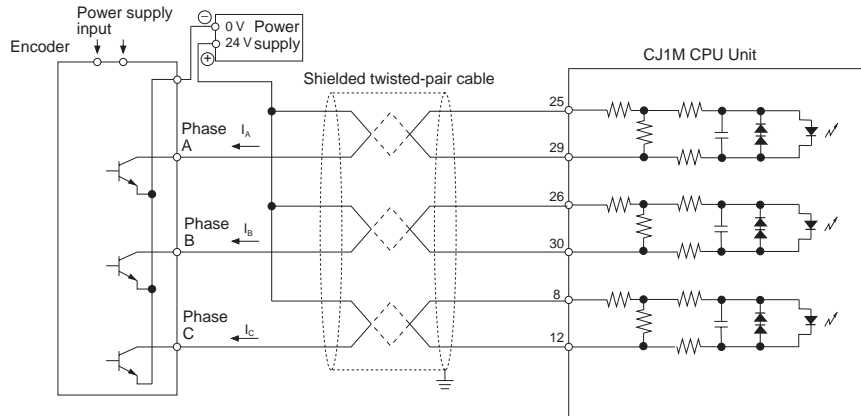 Power supply
input
Encoder
⊖
0 V
24 V
⊕
Power
supply
Shielded twisted-pair cable
CJ1M CPU Unit
Phase
A
IA
25
29
Phase
B
IB
26
30
Phase
C
IC
8
12